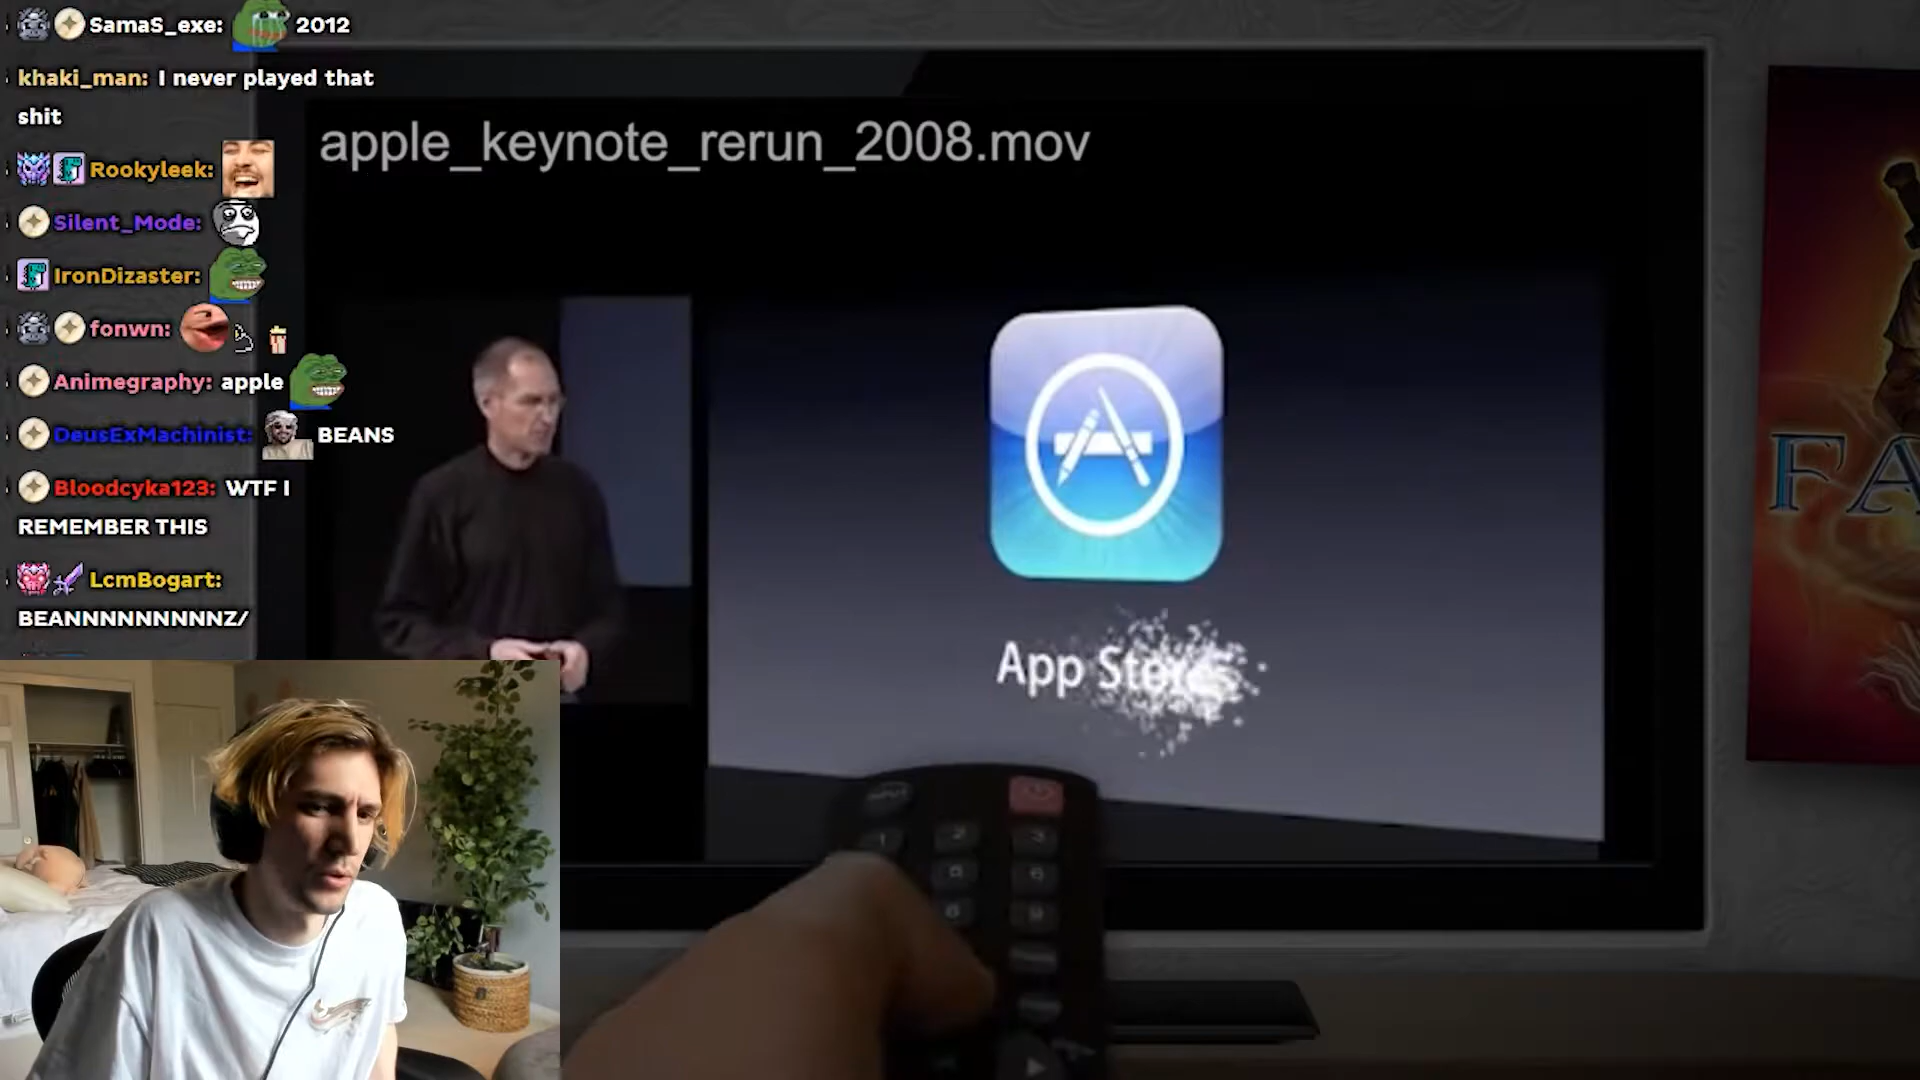 SamaS_exe: 2012
khaki_man: I never played that
shit
Rookyleek:
Silent_Mode:
IronDizaster:
fonwn:
Animegraphy: apple
DeusExMachinist: BEANS
Bloodcyka123: WTF I
REMEMBER THIS
LcmBogart:
BEANNNNNNNNNZ/
apple_keynote_rerun_2008.mov
App Store
FA